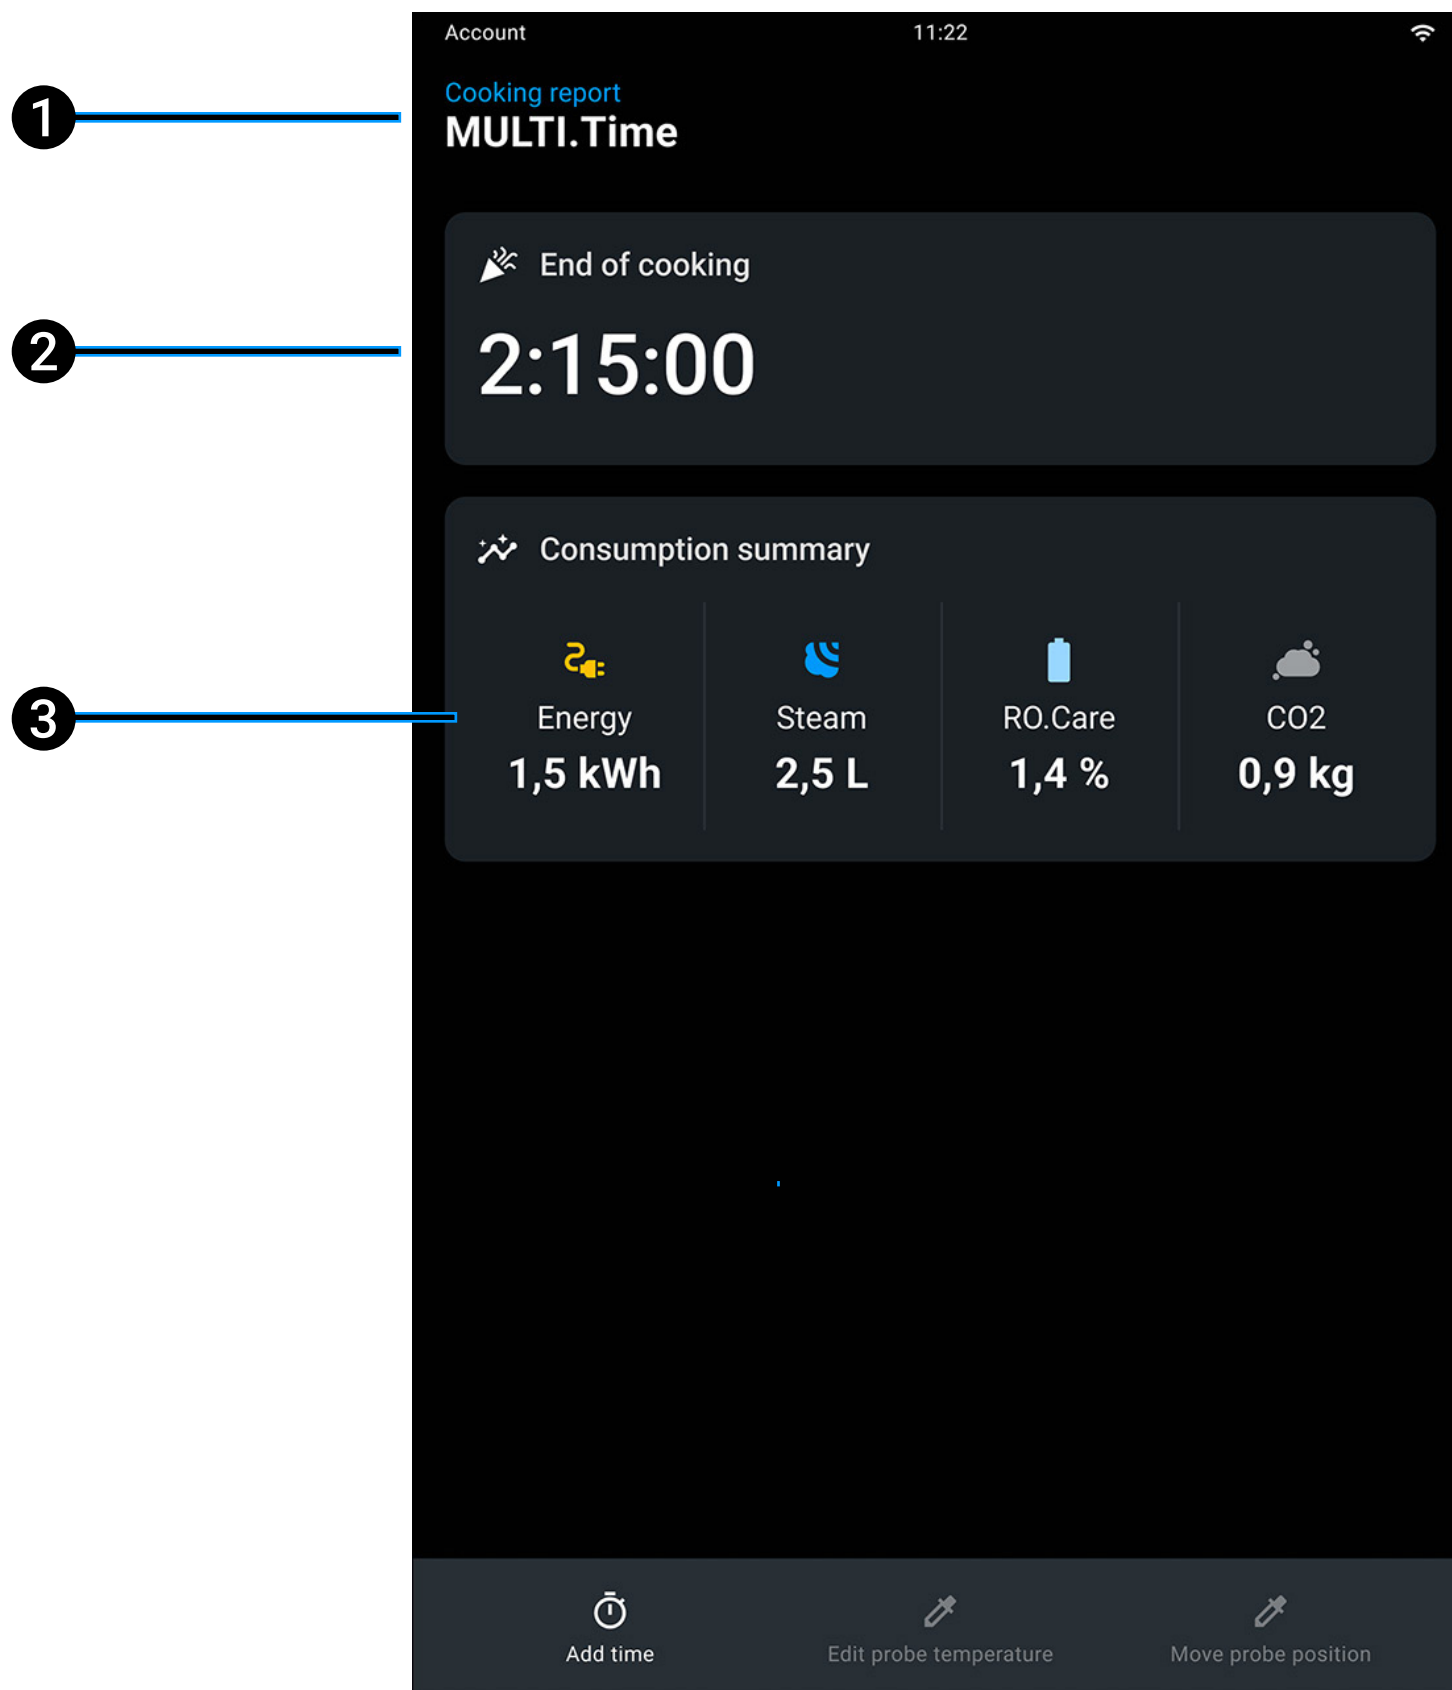 Account 11:22
1
Cooking report
MULTI.Time
End of cooking
2
2:15:00
Consumption summary
3
Energy Steam RO.Care CO2
1,5 kWh 2,5 L 1,4 % 0,9 kg
Add time Edit probe temperature Move probe position